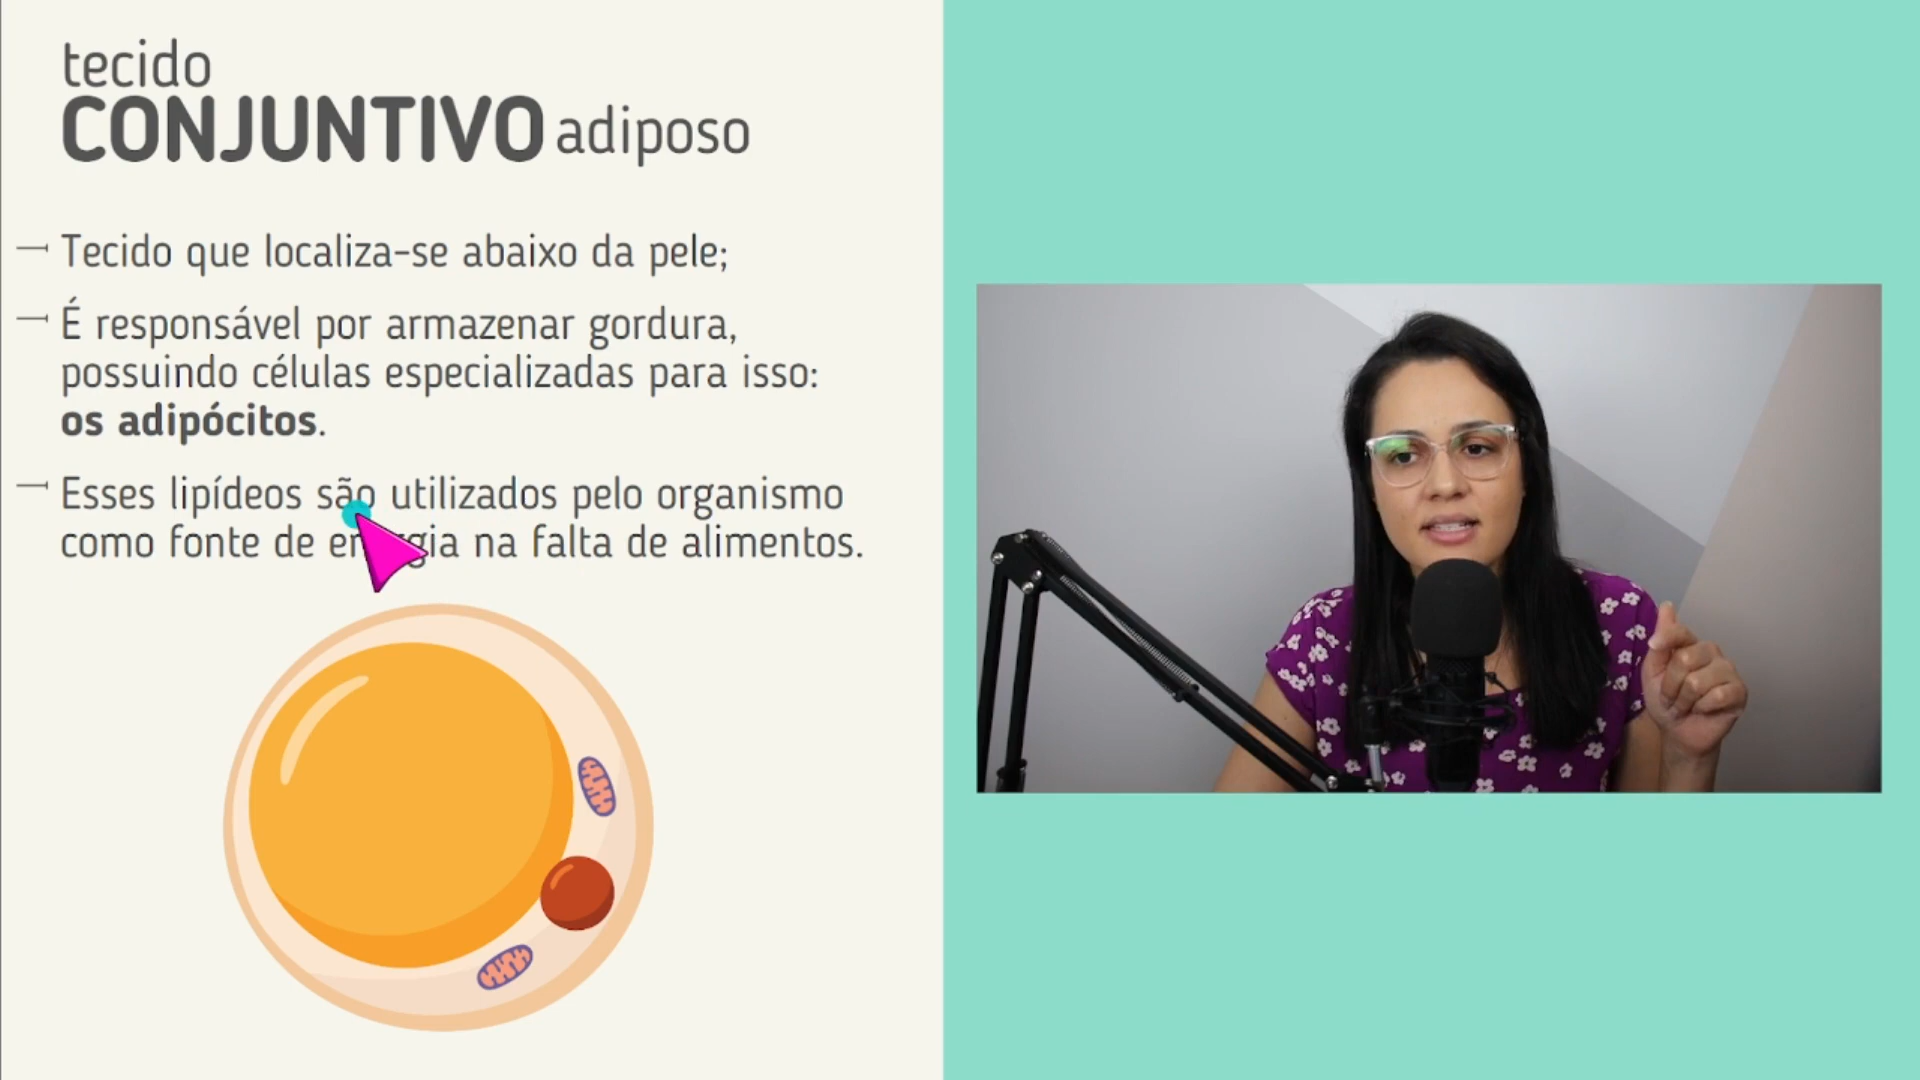 tecido
CONJUNTIVO adiposo
Tecido que localiza-se abaixo da pele;
É responsável por armazenar gordura,
possuindo células especializadas para isso:
os adipócitos.
Esses lipídeos são utilizados pelo organismo
como fonte de energia na falta de alimentos.